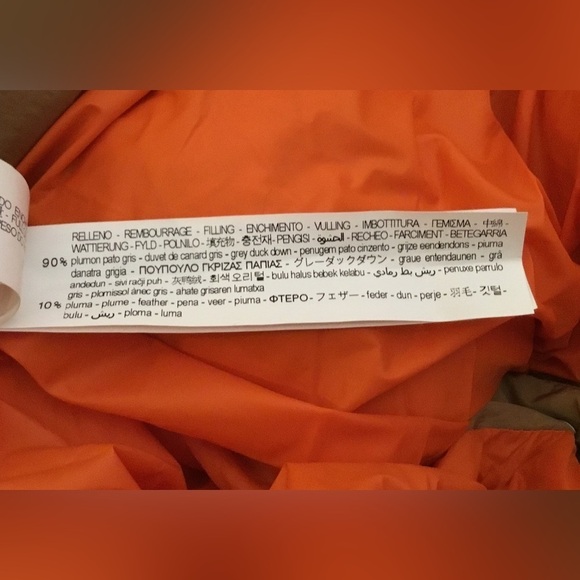 RELLENO - REMBOURRAGE - FILLING - ENCHIMENTO - VULLING - IMBOTTITURA - ΓΕΜΙΣΜΑ - 中綿 -
WATTIERUNG - FYLD - POLNILO - 填充物 - 충전재 - PENGISI - الحشوة - RECHEO - FARCIMENT - BETEGARRIA
90% plumon pato gris - duvet de canard gris - grey duck down - penugem pato cinzento - grijze eendendons - piuma
danatra grigia - ΠΟΥΠΟΥΛΟ ΓΚΡΙΖΑΣ ΠΑΠΙΑΣ - グレーダックダウン - graue entendaunen - grå
andedun - sivi račji puh - 灰鸭绒 - 회색오리털 - bulu halus bebek kelabu - ريش بط رمادي - penuxe parrulo
gris - plomissol ànec gris - ahate grisaren lumatxa
10% pluma - plume - feather - pena - veer - piuma - ΦΤΕΡΟ - フェザー - feder - dun - perje - 羽毛 - 깃털 -
bulu - ريش - ploma - luma